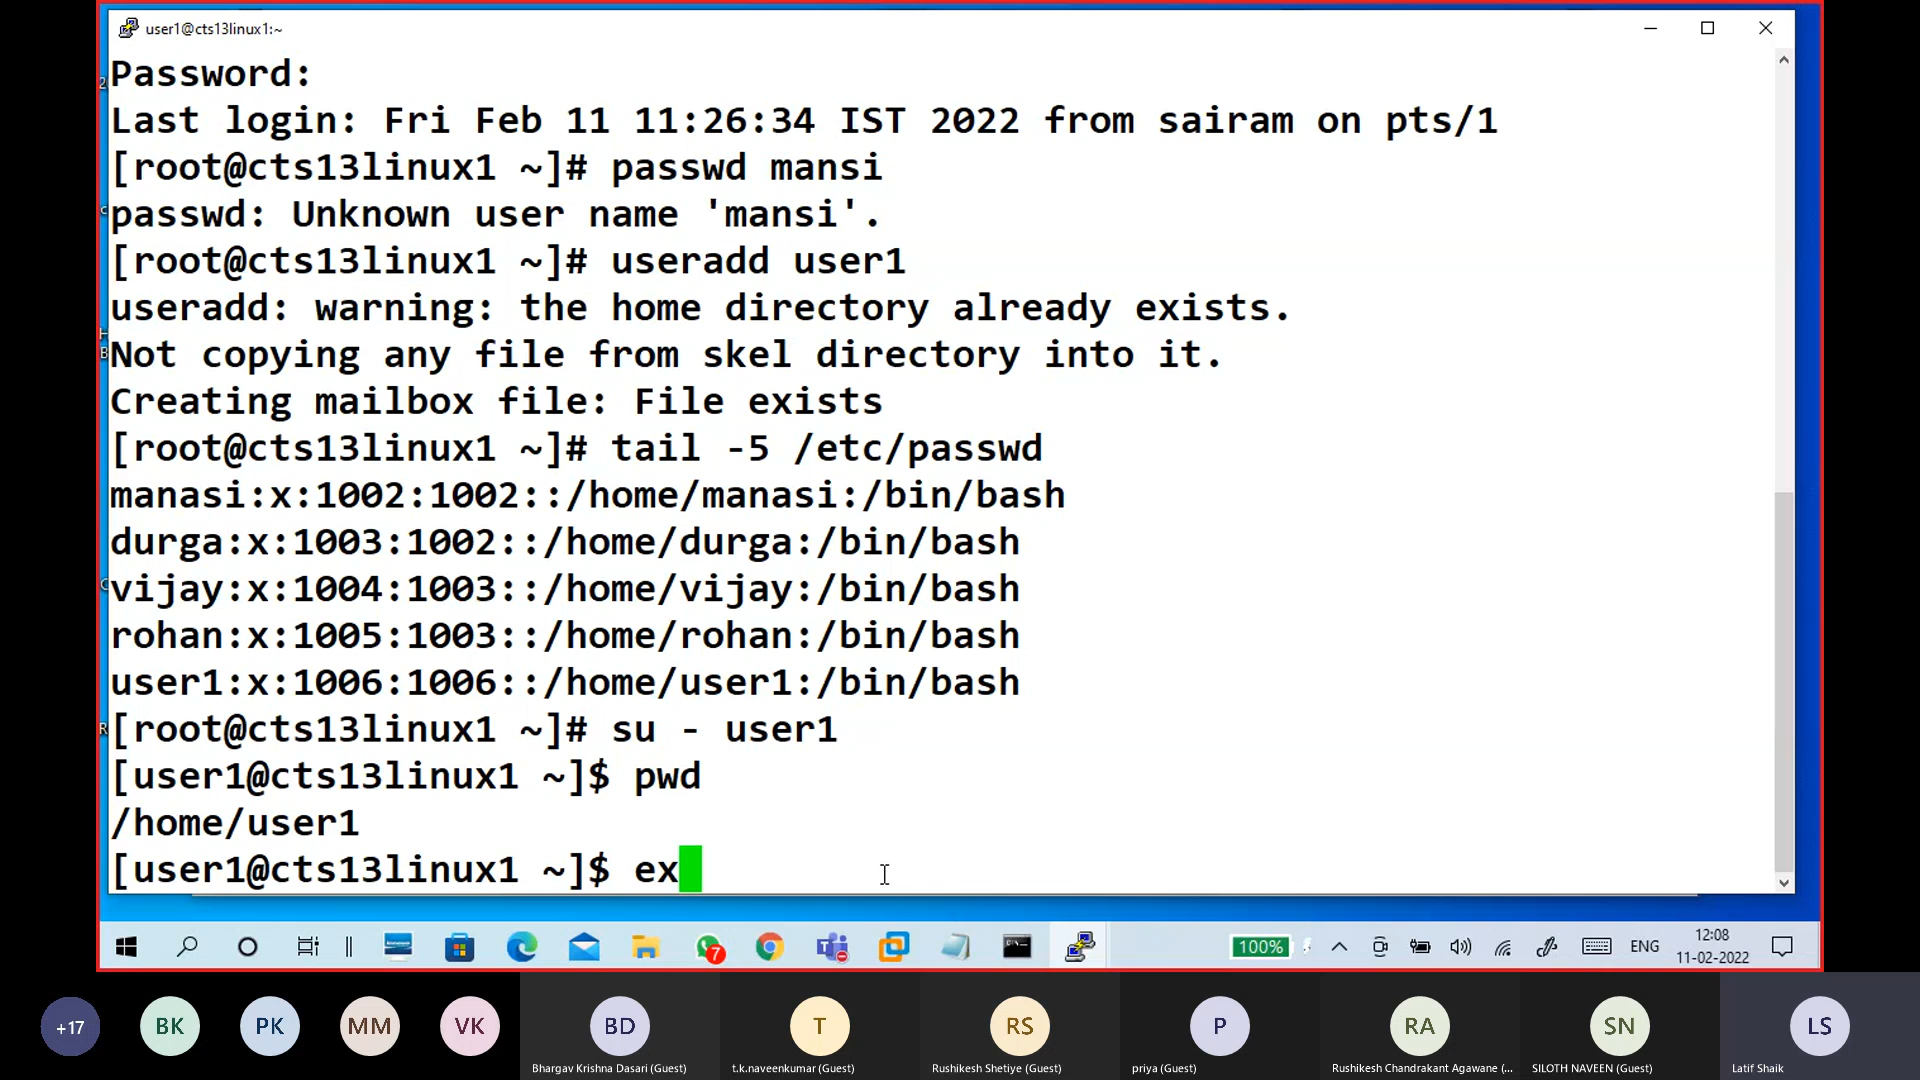 user1@cts13linux1:~
Password:
Last login: Fri Feb 11 11:26:34 IST 2022 from sairam on pts/1
[root@cts13linux1 ~]# passwd mansi
passwd: Unknown user name 'mansi'.
[root@cts13linux1 ~]# useradd user1
useradd: warning: the home directory already exists.
Not copying any file from skel directory into it.
Creating mailbox file: File exists
[root@cts13linux1 ~]# tail -5 /etc/passwd
manasi:x:1002:1002::/home/manasi:/bin/bash
durga:x:1003:1002::/home/durga:/bin/bash
vijay:x:1004:1003::/home/vijay:/bin/bash
rohan:x:1005:1003::/home/rohan:/bin/bash
user1:x:1006:1006::/home/user1:/bin/bash
[root@cts13linux1 ~]# su - user1
[user1@cts13linux1 ~]$ pwd
/home/user1
[user1@cts13linux1 ~]$ ex
7
100%
ENG
12:08
11-02-2022
+17
BK
PK
MM
VK
BD
T
RS
P
RA
SN
LS
Bhargav Krishna Dasari (Guest)
t.k.naveenkumar (Guest)
Rushikesh Shetiye (Guest)
priya (Guest)
Rushikesh Chandrakant Agawane (...
SILOTH NAVEEN (Guest)
Latif Shaik